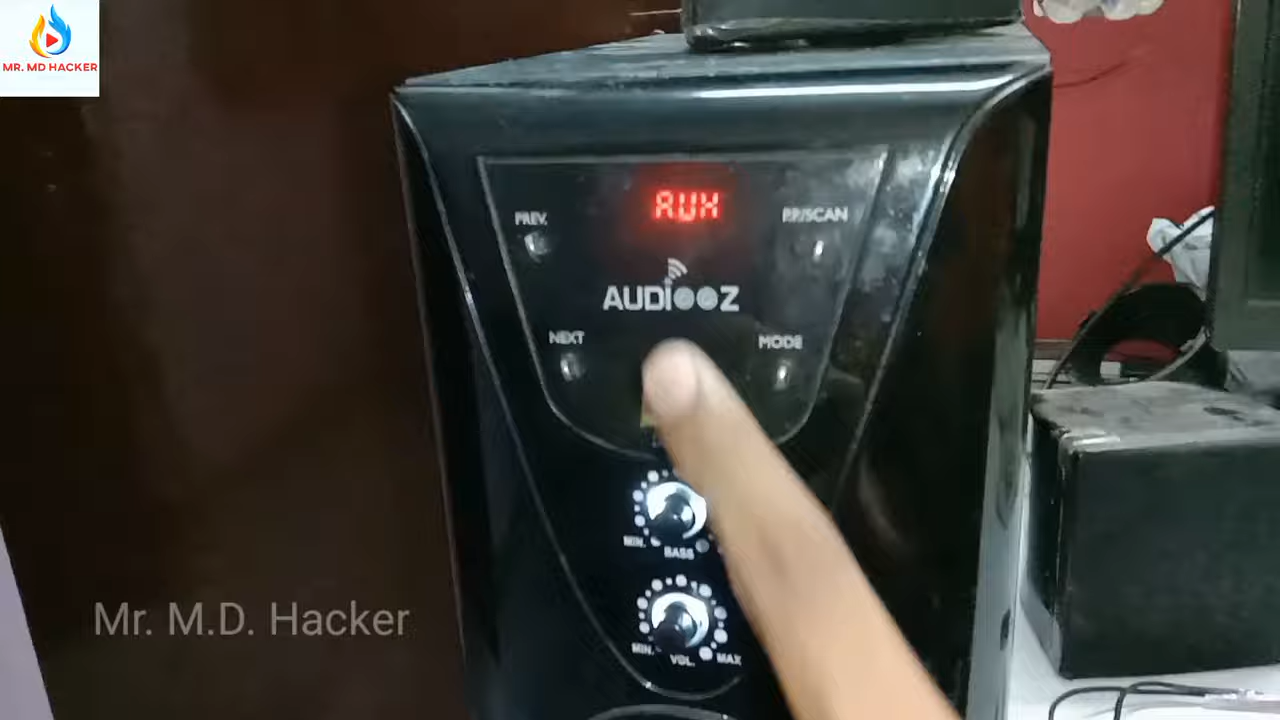 MR. MD HACKER
AUX
PREV.
P.P/SCAN
AUDIOOZ
NEXT
MODE
MIN.
BASS
Mr. M.D. Hacker
MIN.
VOL.
MAX